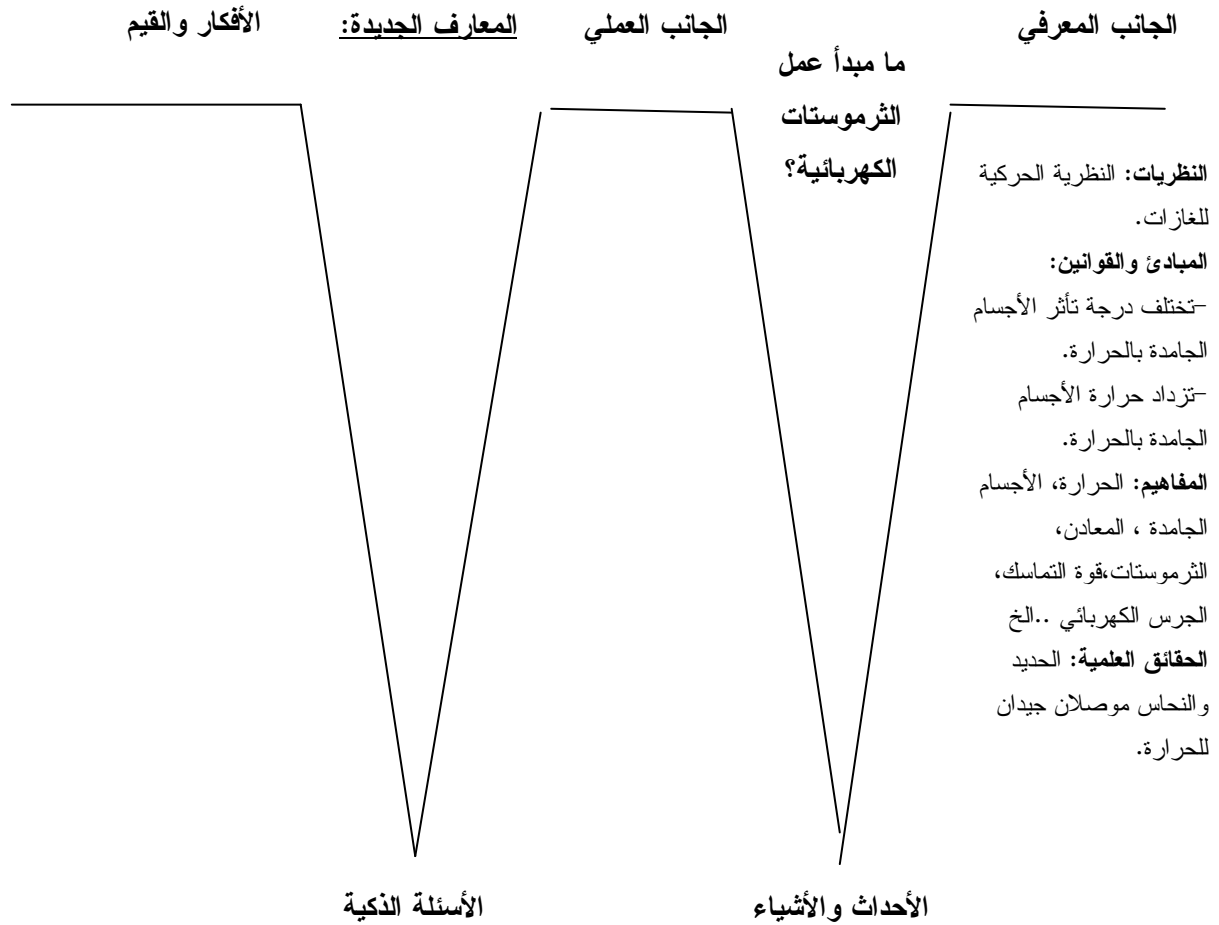 الجانب المعرفي
الجانب العملي
المعارف الجديدة:
الأفكار والقيم
ما مبدأ عمل
الثرموستات
الكهربائية؟
النظريات: النظرية الحركية
للغازات.
المبادئ والقوانين:
-تختلف درجة تأثر الأجسام
الجامدة بالحرارة.
-تزداد حرارة الأجسام
الجامدة بالحرارة.
المفاهيم: الحرارة، الأجسام
الجامدة ، المعادن،
الثرموستات،قوة التماسك،
الجرس الكهربائي ..الخ
الحقائق العلمية: الحديد
والنحاس موصلان جيدان
للحرارة.
الأحداث والأشياء
الأسئلة الذكية